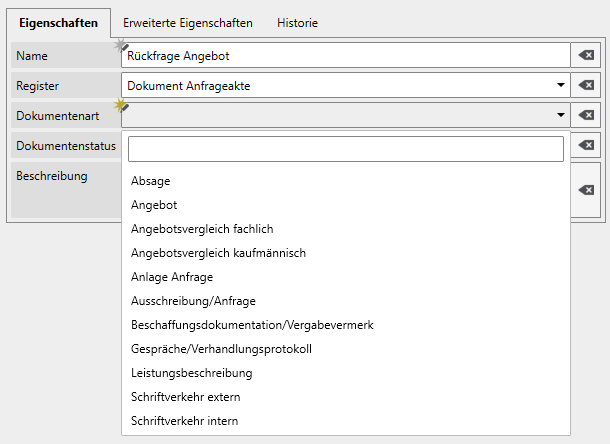 Eigenschaften Erweiterte Eigenschaften Historie
Name Rückfrage Angebot
Register Dokument Anfrageakte
Dokumentenart
Dokumentenstatus
Beschreibung
Absage
Angebot
Angebotsvergleich fachlich
Angebotsvergleich kaufmännisch
Anlage Anfrage
Ausschreibung/Anfrage
Beschaffungsdokumentation/Vergabevermerk
Gespräche/Verhandlungsprotokoll
Leistungsbeschreibung
Schriftverkehr extern
Schriftverkehr intern